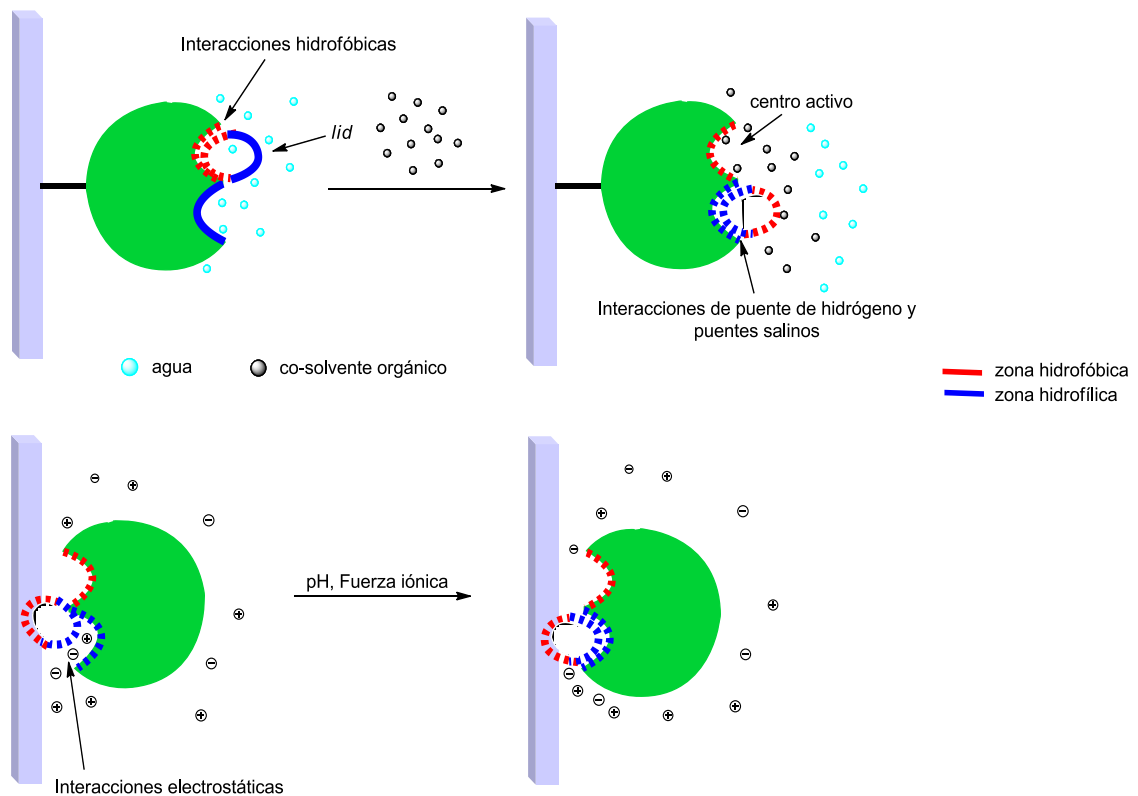 Interacciones hidrofóbicas
lid
centro activo
Interacciones de puente de hidrógeno y
puentes salinos
agua
co-solvente orgánico
zona hidrofóbica
zona hidrofílica
pH, Fuerza iónica
Interacciones electrostáticas